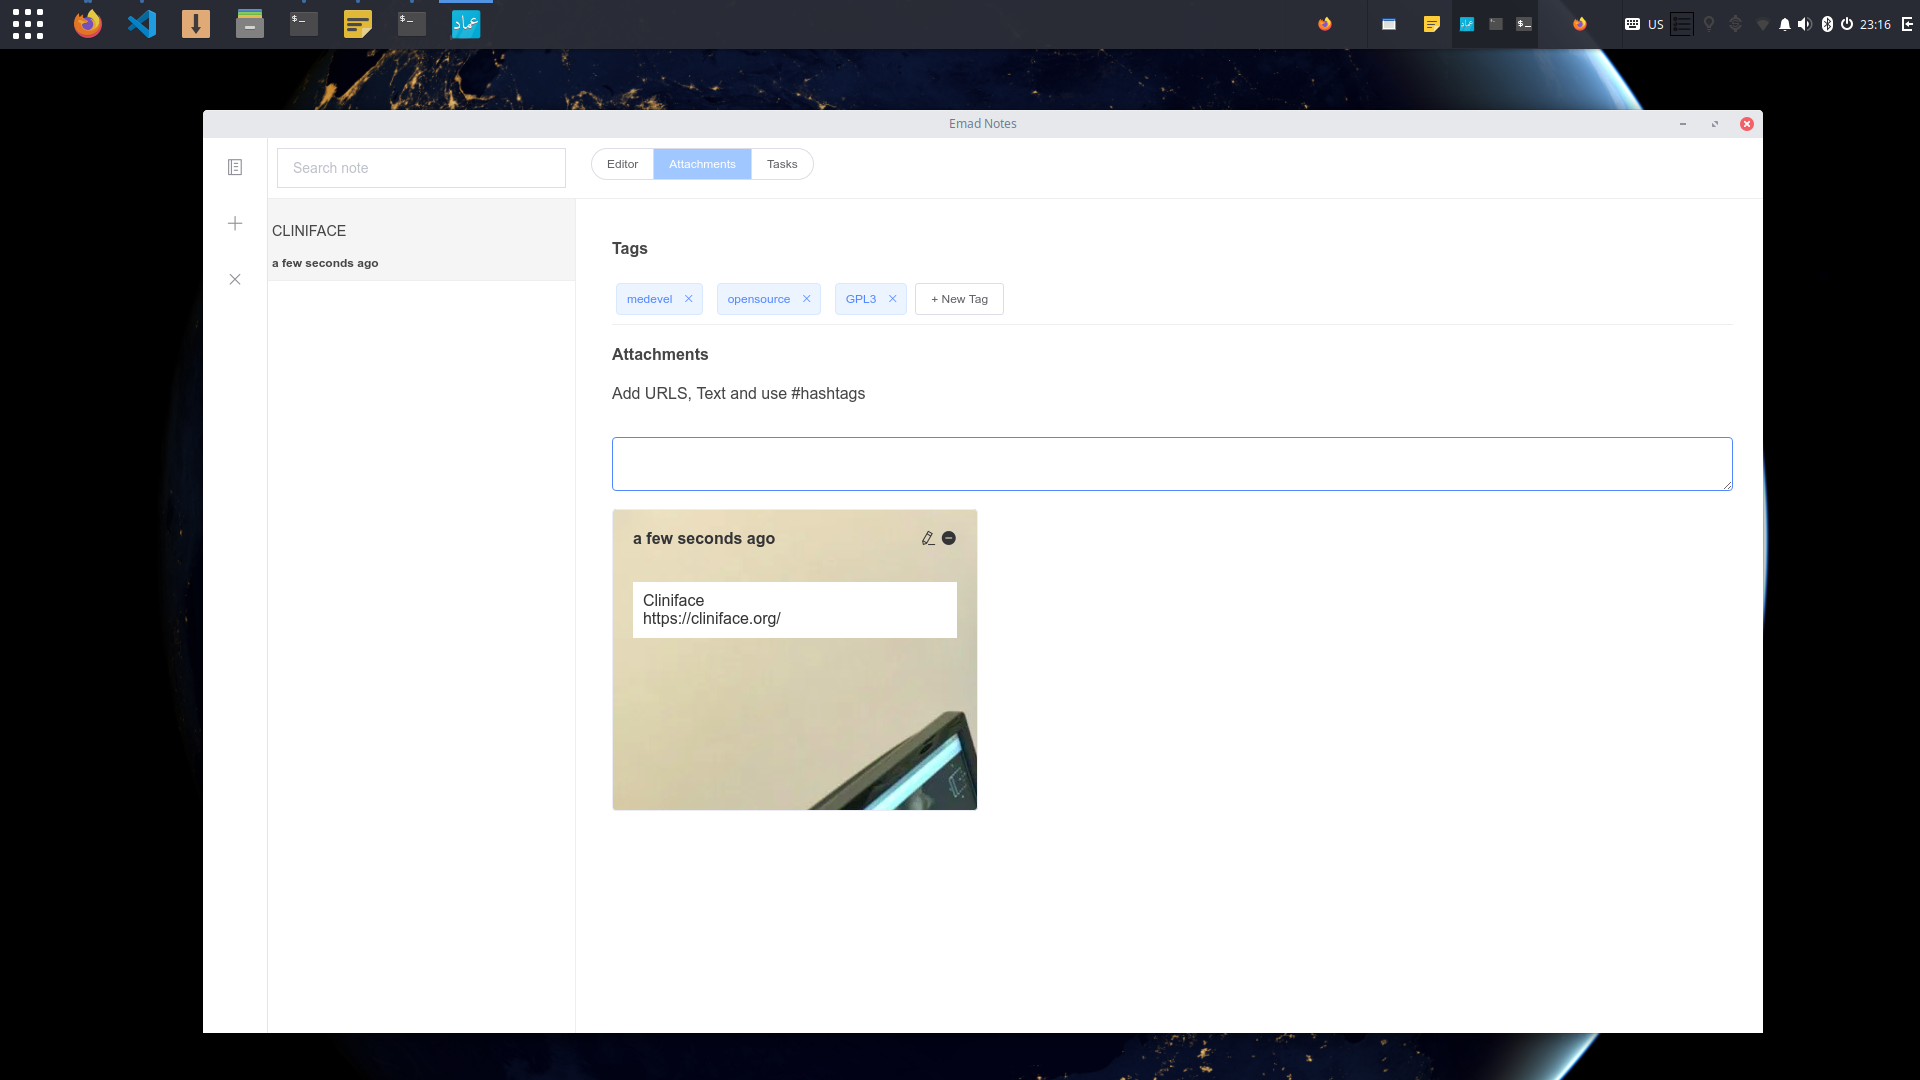 $_
$_
عماد
عماد
$_
US
23:16
Emad Notes
Search note
Editor
Attachments
Tasks
CLINIFACE
a few seconds ago
Tags
medevel
opensource
GPL3
+ New Tag
Attachments
Add URLS, Text and use #hashtags
a few seconds ago
Cliniface
https://cliniface.org/